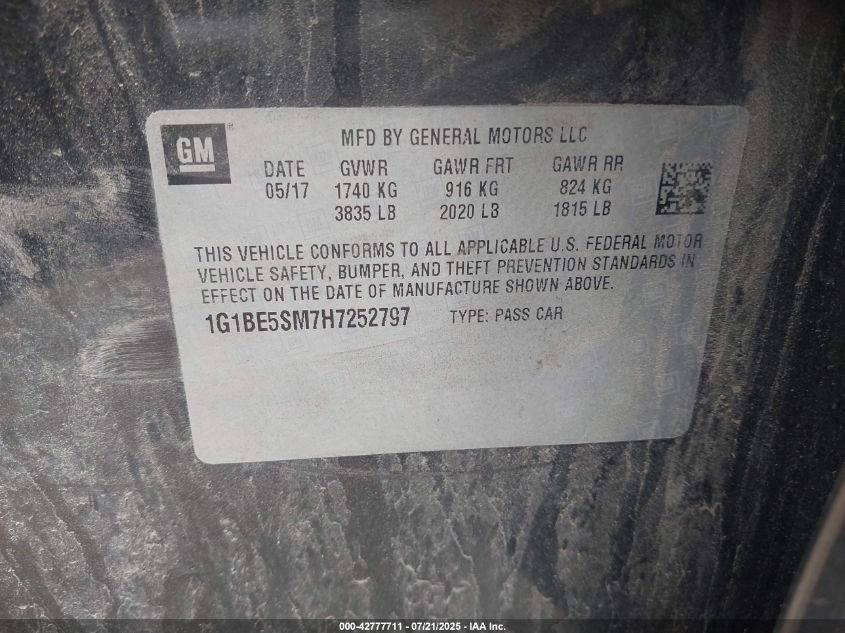 GM
MFD BY GENERAL MOTORS LLC
DATE GVWR GAWR FRT GAWR RR
05/17 1740 KG 916 KG 824 KG
3835 LB 2020 LB 1815 LB
THIS VEHICLE CONFORMS TO ALL APPLICABLE U.S. FEDERAL MOTOR
VEHICLE SAFETY, BUMPER, AND THEFT PREVENTION STANDARDS IN
EFFECT ON THE DATE OF MANUFACTURE SHOWN ABOVE.
1G1BE5SM7H7252797 TYPE: PASS CAR
000-42777711 - 07/21/2025 - IAA Inc.